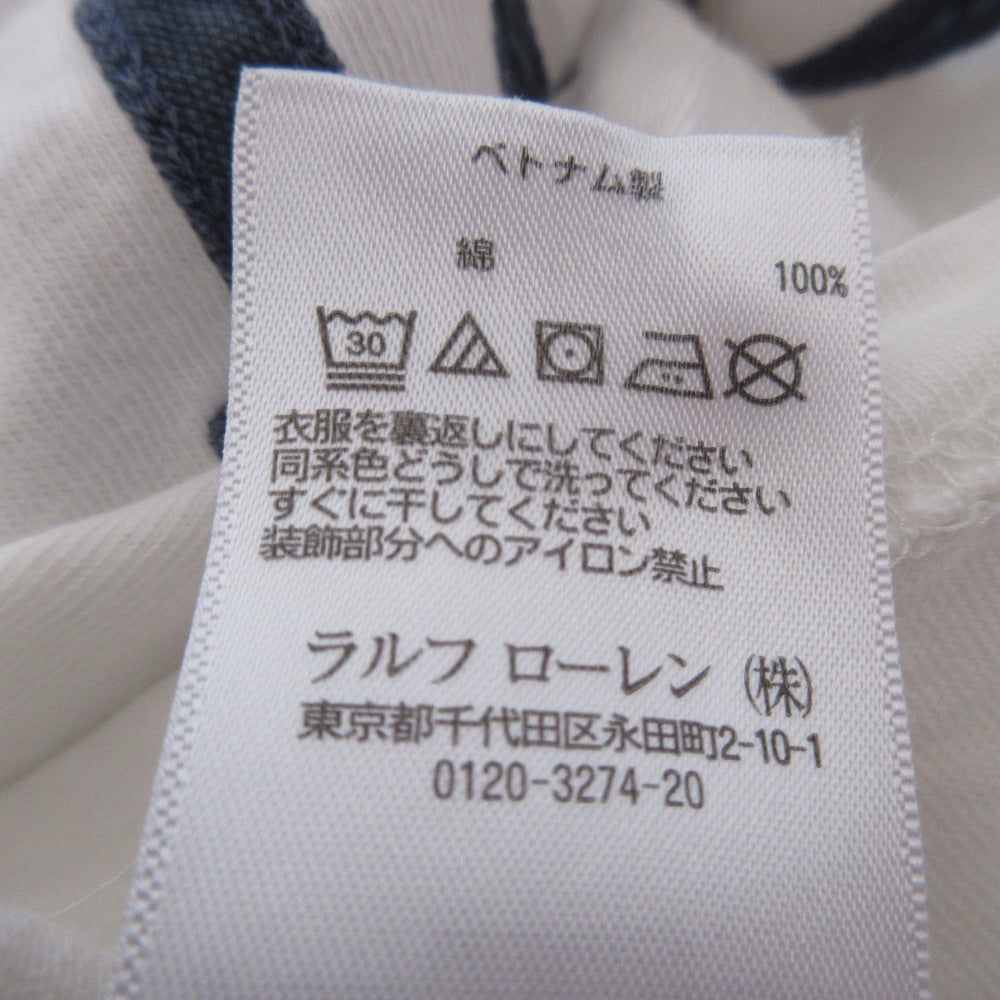 ベトナム製
綿 100%
30
衣服を裏返しにしてください
同系色どうしで洗ってください
すぐに干してください
装飾部分へのアイロン禁止
ラルフ ローレン ㈱
東京都千代田区永田町2-10-1
0120-3274-20